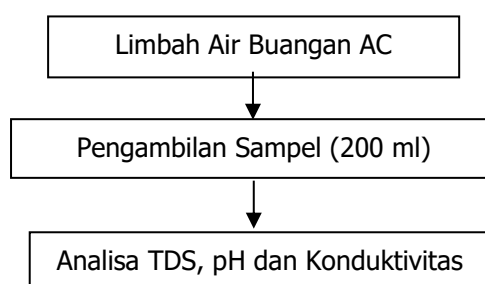 Limbah Air Buangan AC
Pengambilan Sampel (200 ml)
Analisa TDS, pH dan Konduktivitas